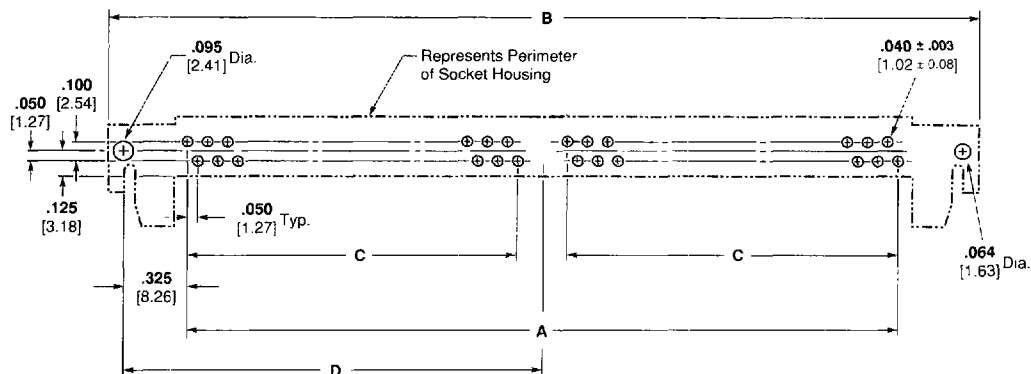 B
.095
[2.41] Dia.
Represents Perimeter
of Socket Housing
.040 ± .003
[1.02 ± 0.08]
.100
[2.54]
.050
[1.27]
.125
[3.18]
.050
[1.27] Typ.
.064
[1.63] Dia.
C
C
.325
[8.26]
A
D